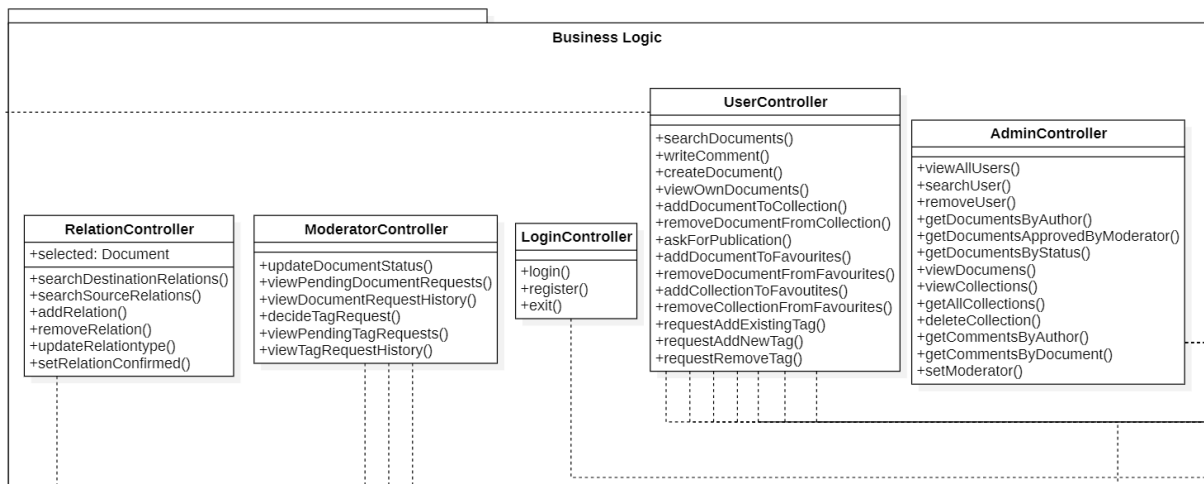 Business Logic
RelationController
+selected: Document
+searchDestinationRelations()
+searchSourceRelations()
+addRelation()
+removeRelation()
+updateRelationtype()
+setRelationConfirmed()
ModeratorController
+updateDocumentStatus()
+viewPendingDocumentRequests()
+viewDocumentRequestHistory()
+decideTagRequest()
+viewPendingTagRequests()
+viewTagRequestHistory()
LoginController
+login()
+register()
+exit()
UserController
+searchDocuments()
+writeComment()
+createDocument()
+viewOwnDocuments()
+addDocumentToCollection()
+removeDocumentFromCollection()
+askForPublication()
+addDocumentToFavourites()
+removeDocumentFromFavourites()
+addCollectionToFavoutites()
+removeCollectionFromFavourites()
+requestAddExistingTag()
+requestAddNewTag()
+requestRemoveTag()
AdminController
+viewAllUsers()
+searchUser()
+removeUser()
+getDocumentsByAuthor()
+getDocumentsApprovedByModerator()
+getDocumentsByStatus()
+viewDocumens()
+viewCollections()
+getAllCollections()
+deleteCollection()
+getCommentsByAuthor()
+getCommentsByDocument()
+setModerator()